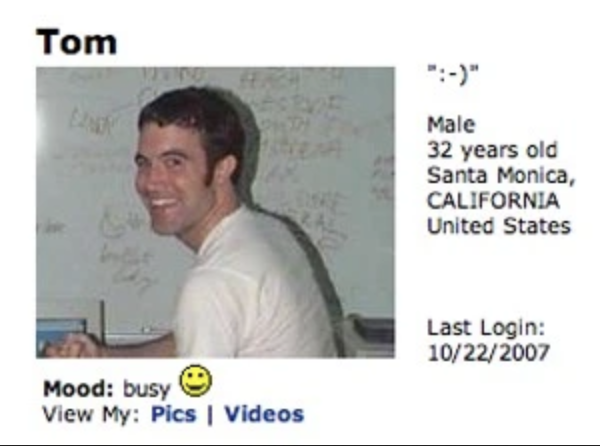 Tom
":-)"
Male
32 years old
Santa Monica,
CALIFORNIA
United States
Last Login:
10/22/2007
Mood: busy
View My: Pics | Videos